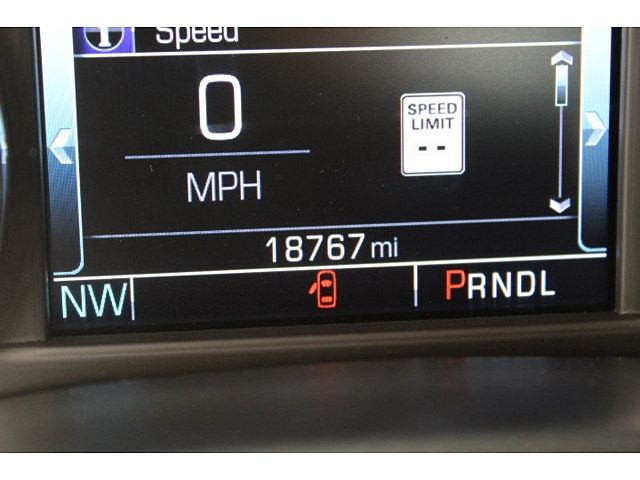 Speed
0
SPEED
LIMIT
--
MPH
18767 mi
NW PRNDL